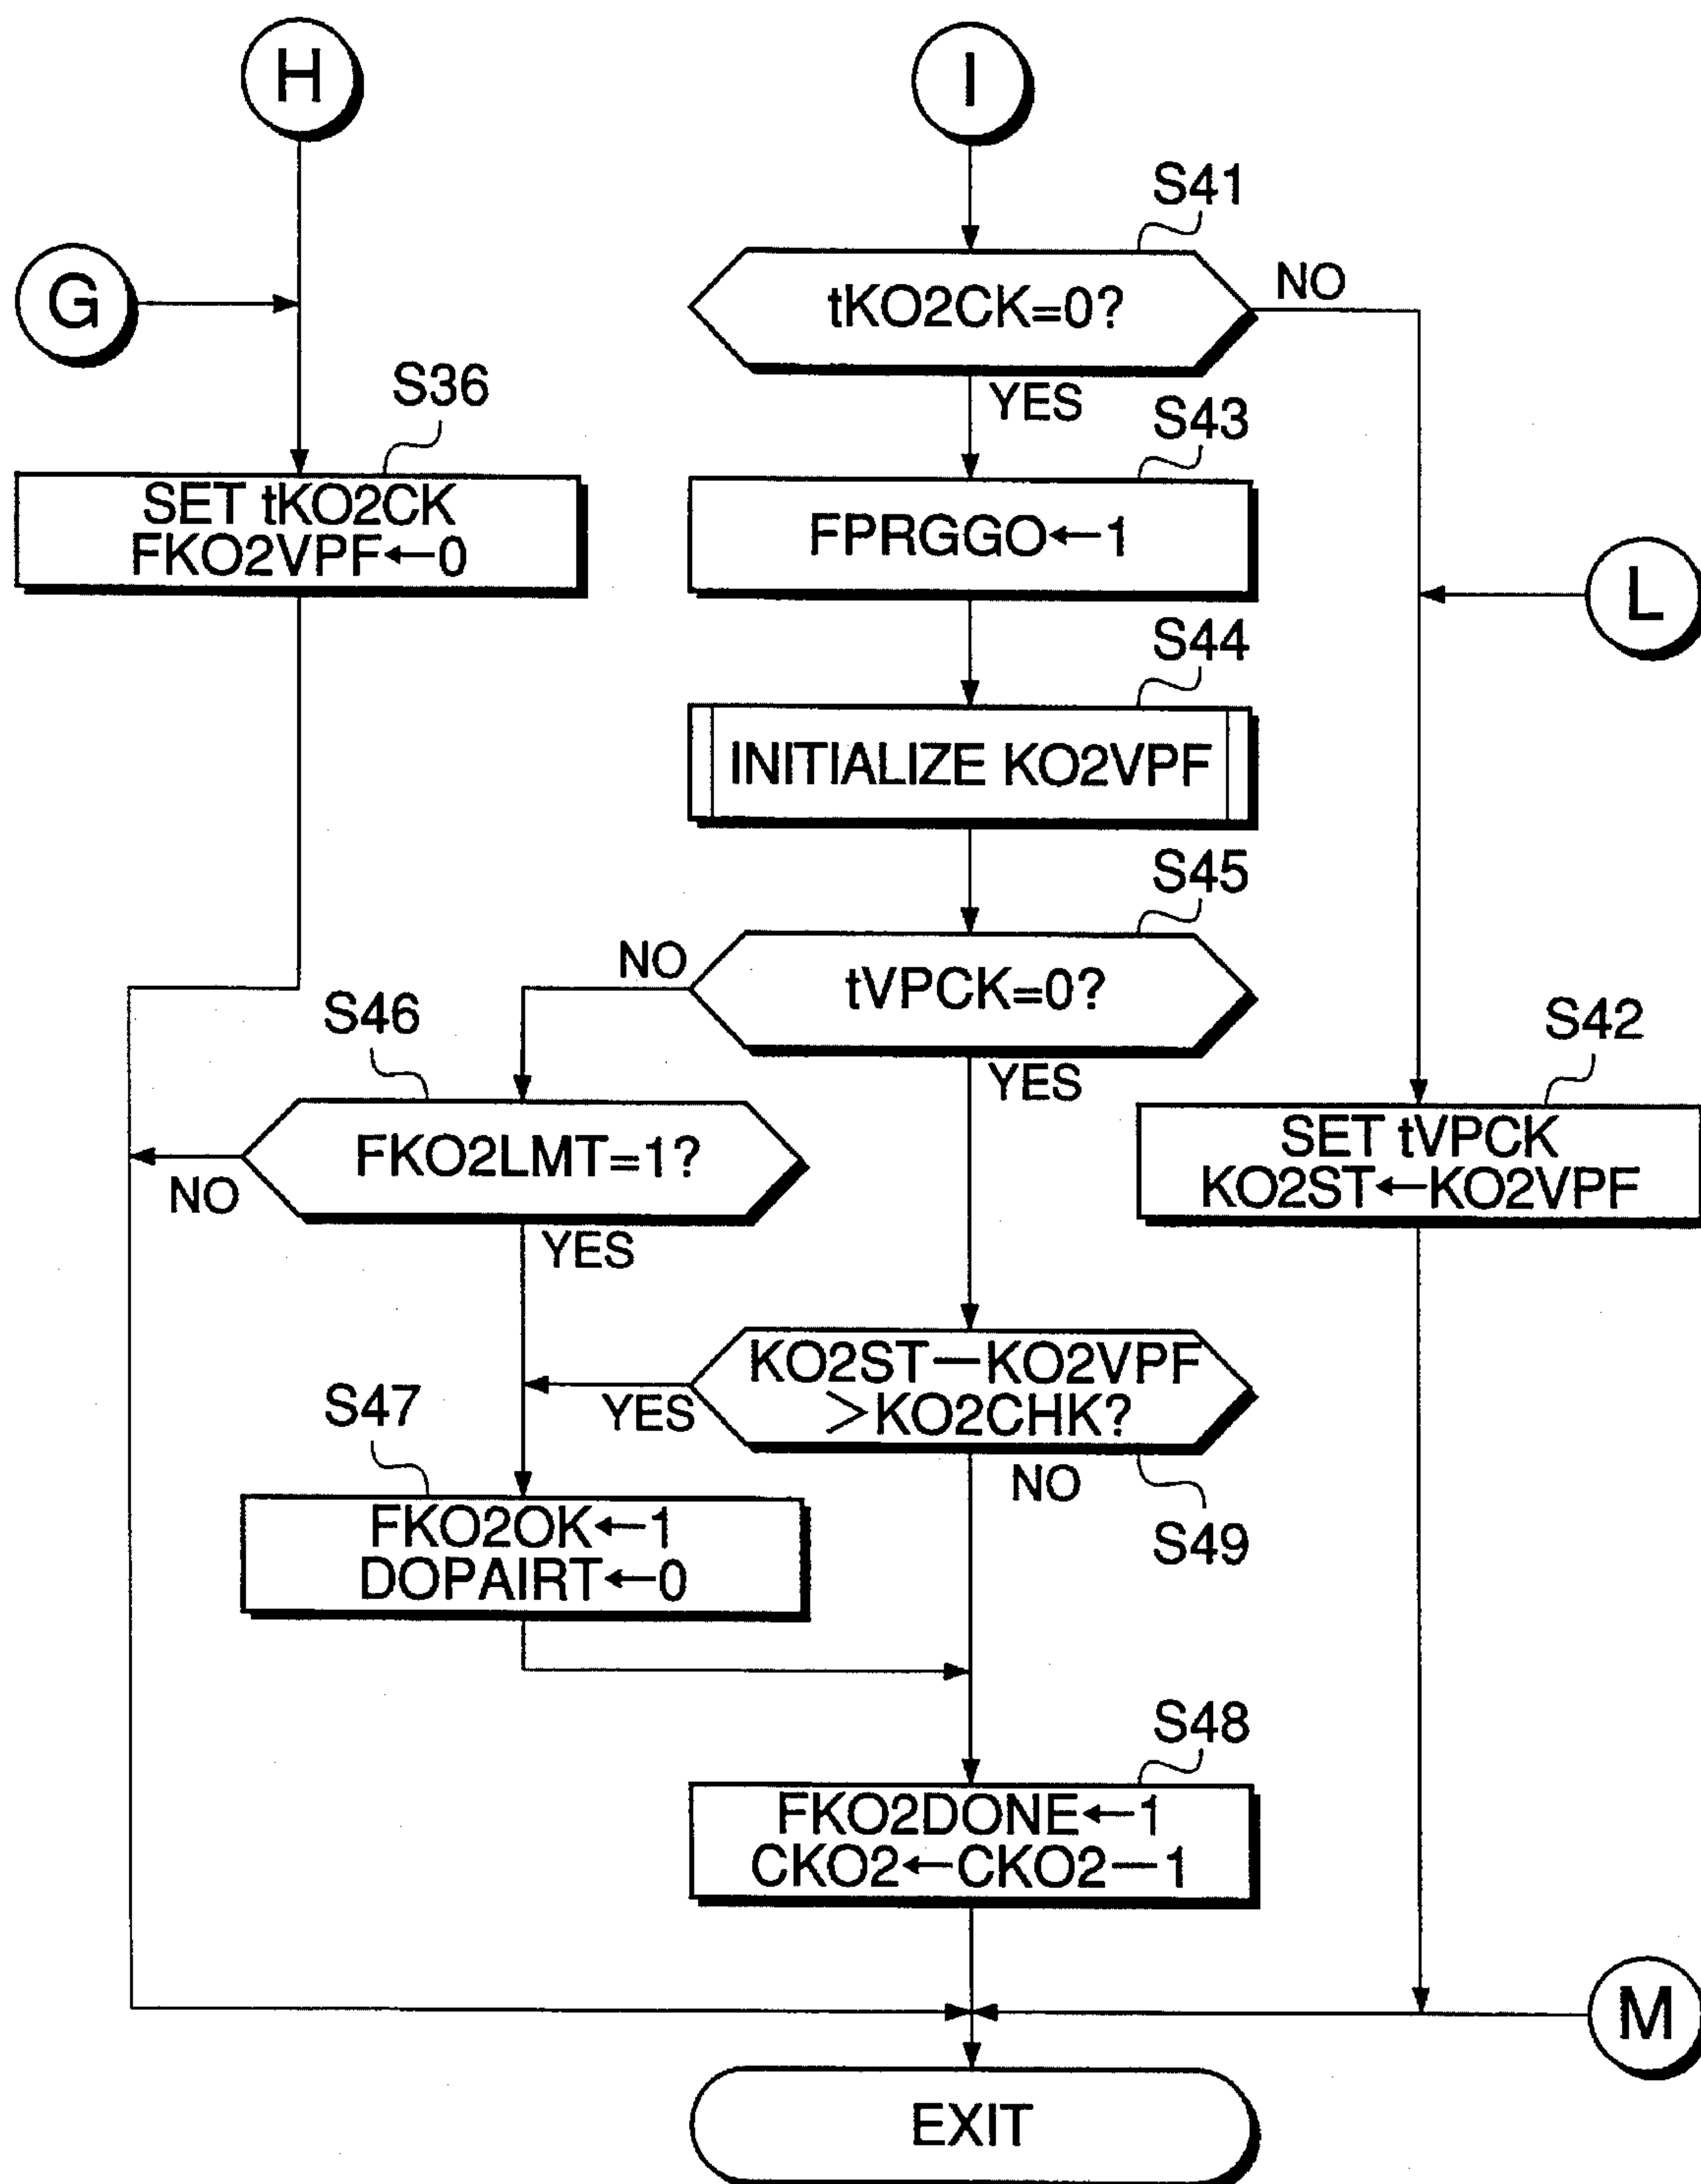 H
I
S41
G
tKO2CK=0?
NO
S36
YES
S43
SET tKO2CK
FKO2VPF←0
FPRGGO←1
L
S44
INITIALIZE KO2VPF
S45
NO
tVPCK=0?
S46
S42
YES
FKO2LMT=1?
SET tVPCK
KO2ST←KO2VPF
NO
YES
KO2ST—KO2VPF
>KO2CHK?
S47
YES
NO
FKO2OK←1
DOPAIRT←0
S49
S48
FKO2DONE←1
CKO2←CKO2—1
M
EXIT